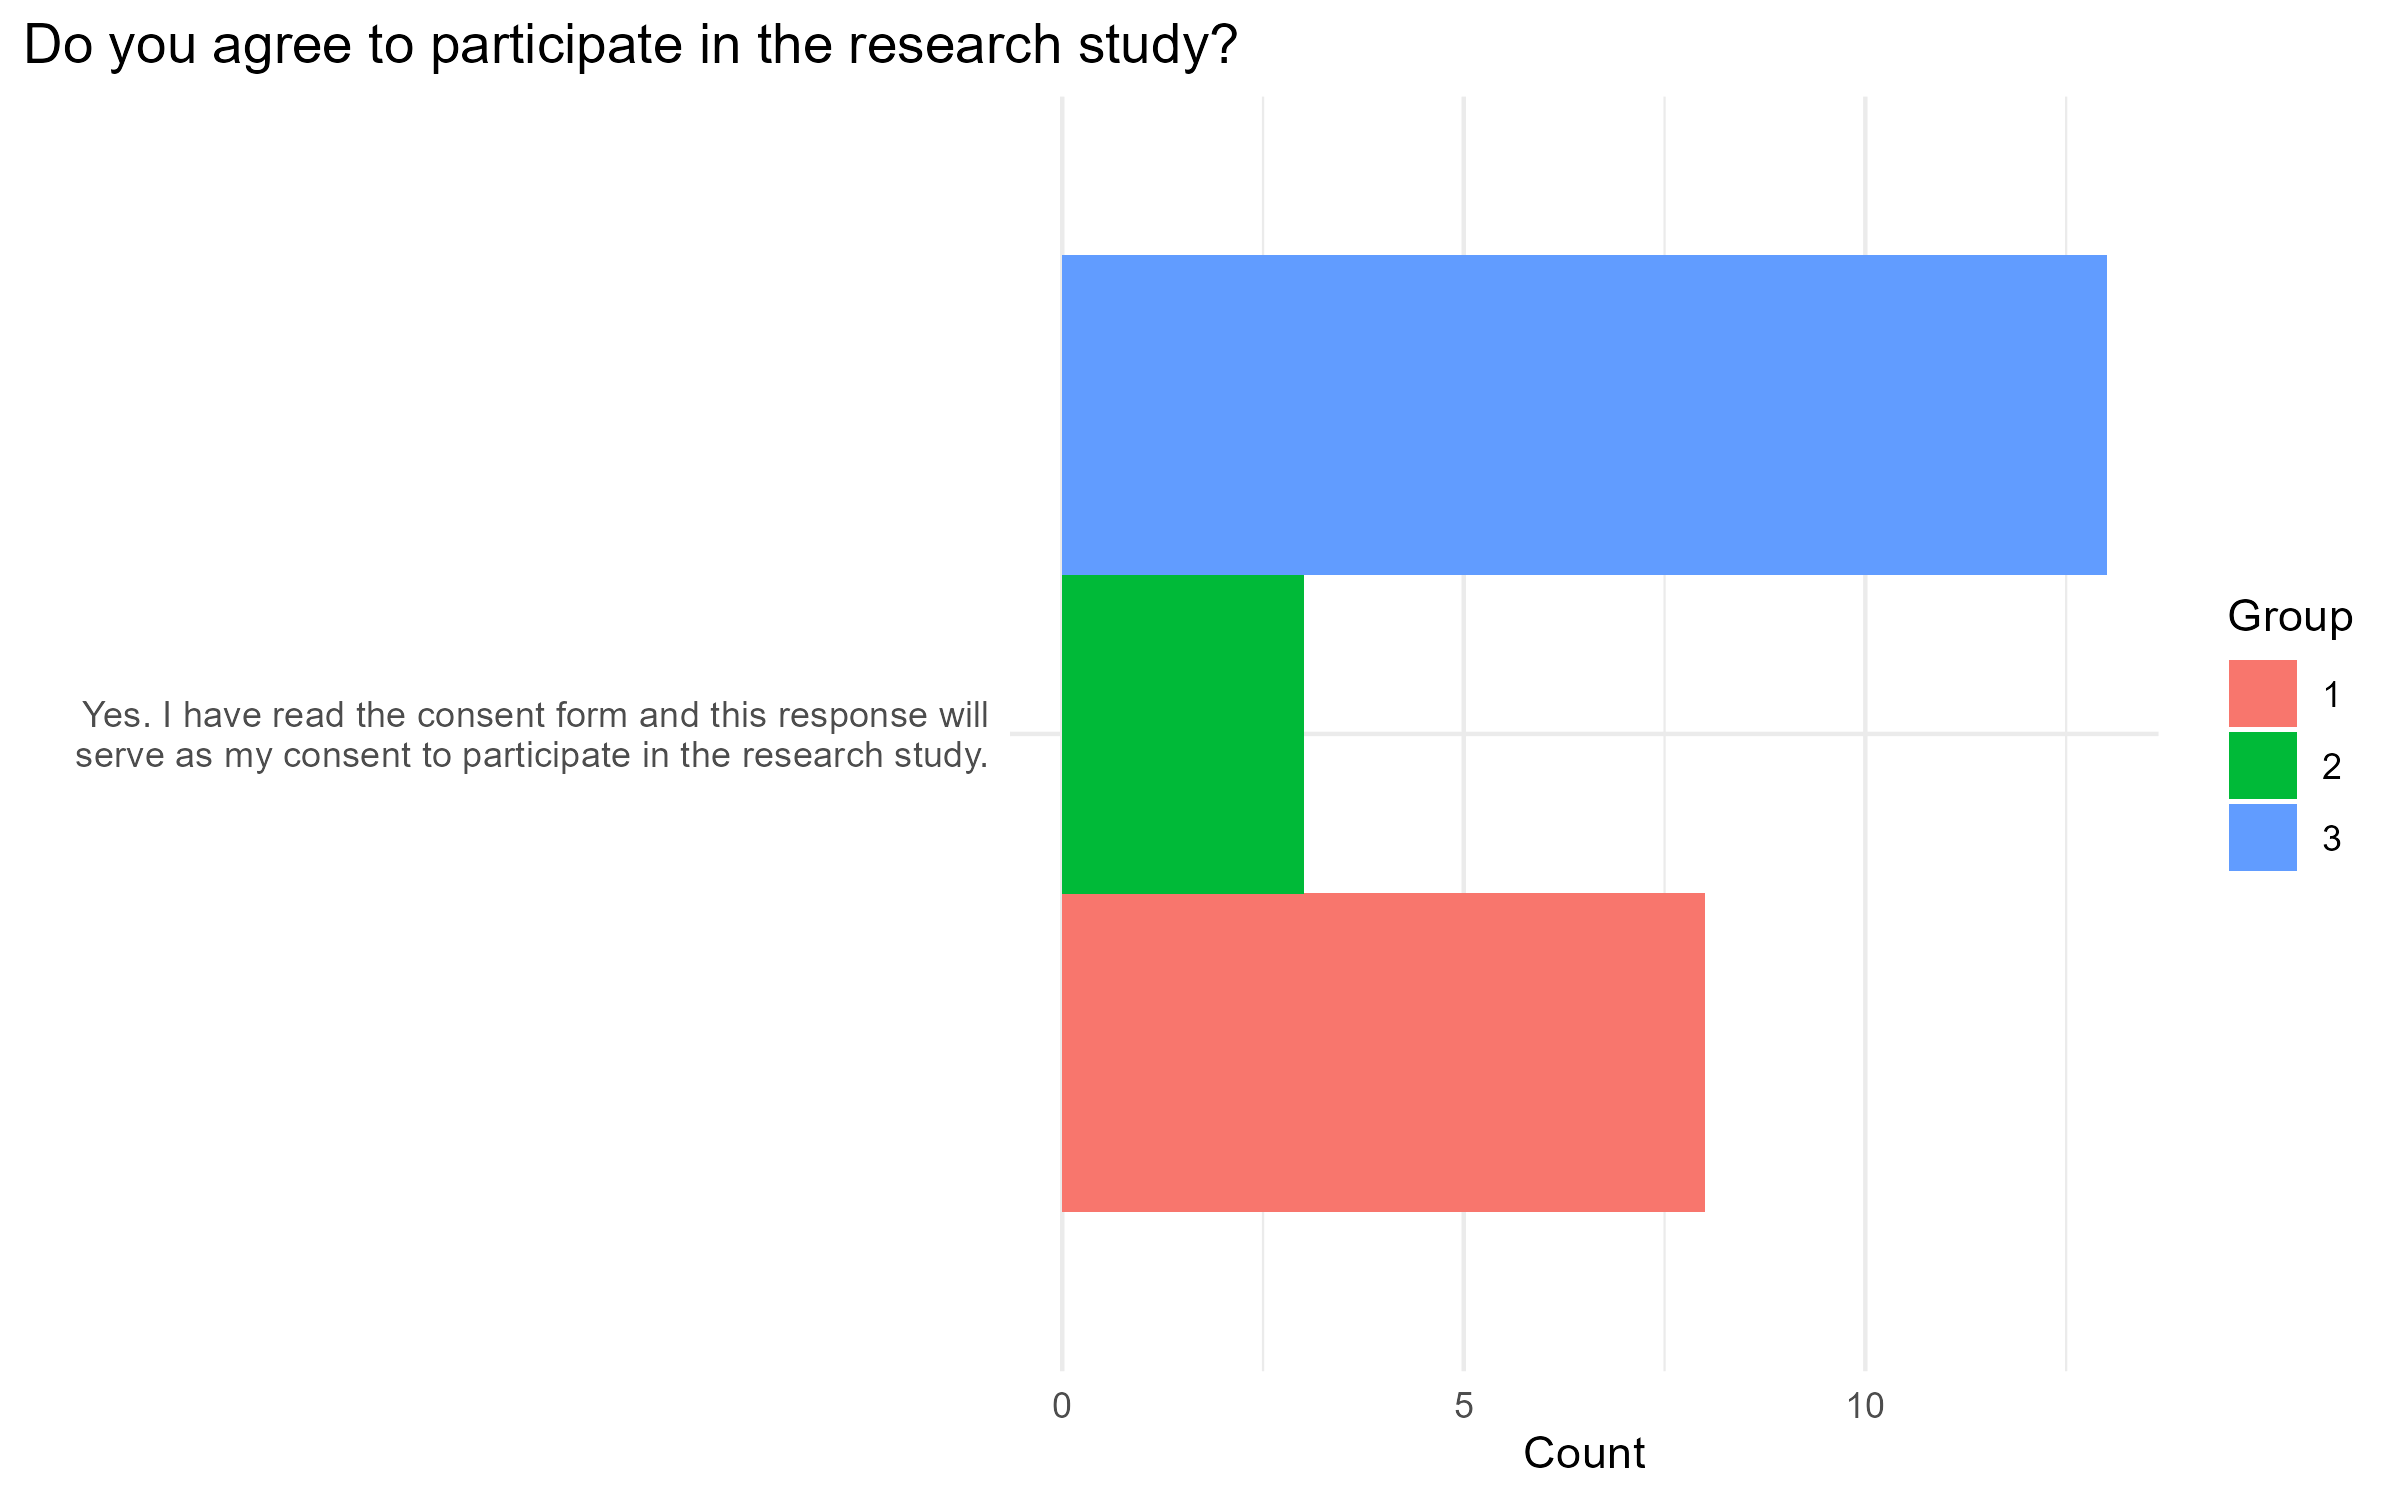 Do you agree to participate in the research study?
Yes. I have read the consent form and this response will
serve as my consent to participate in the research study.
Group
1
2
3
0
5
10
Count